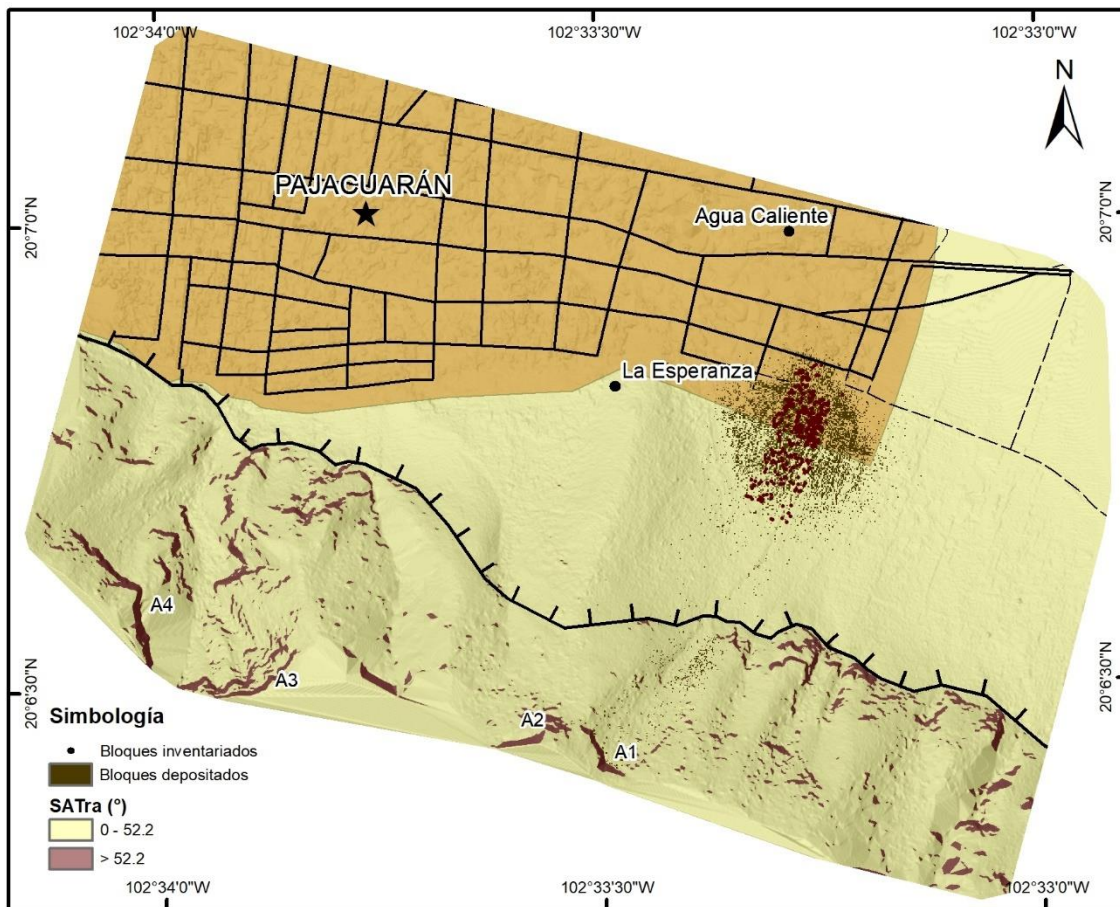 102°34'0"W
102°33'30"W
102°33'0"W
N
PAJACUARÁN
Agua Caliente
20°7'0"N
20°7'0"N
La Esperanza
A4
A3
A2
A1
20°6'30"N
20°6'30"N
Simbología
Bloques inventariados
Bloques depositados
SATra (°)
0 - 52.2
> 52.2
102°34'0"W
102°33'30"W
102°33'0"W